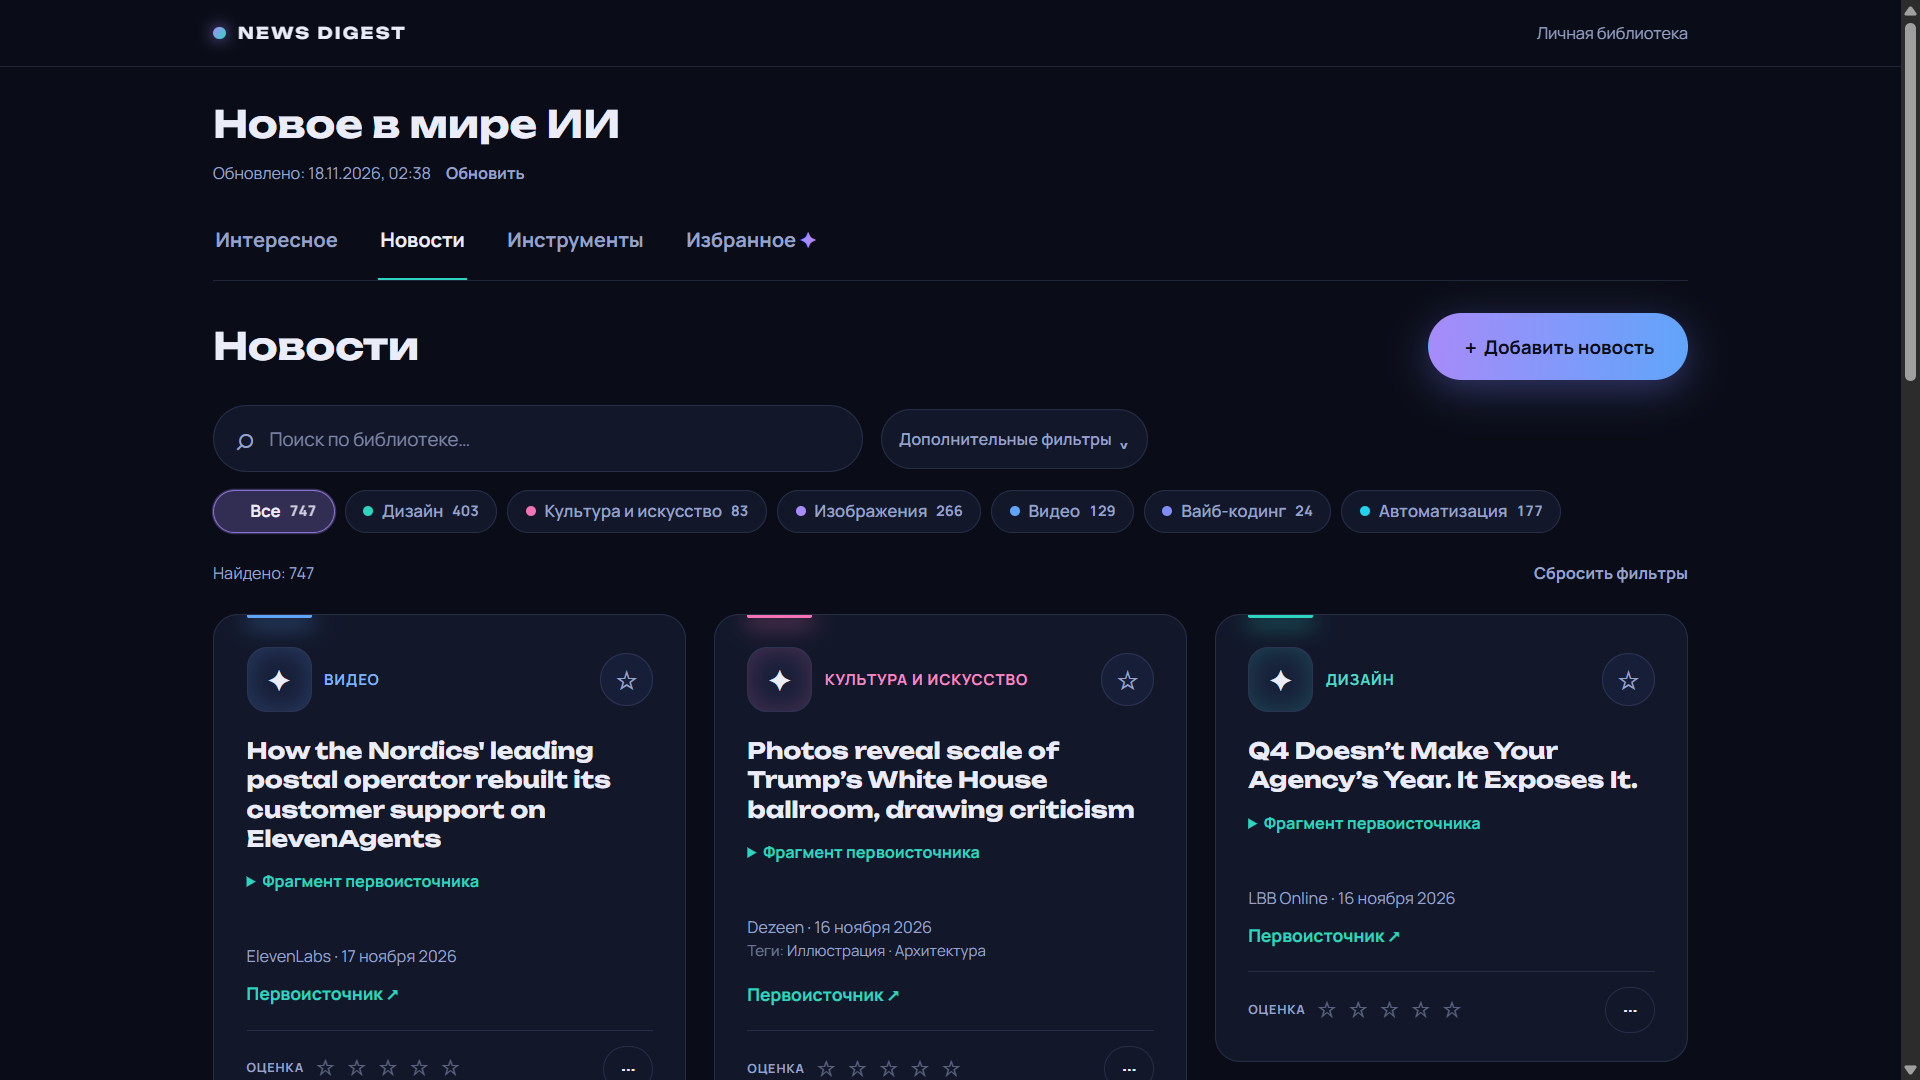 NEWS DIGEST
Личная библиотека
Новое в мире ИИ
Обновлено: 18.11.2026, 02:38 Обновить
Интересное Новости Инструменты Избранное
Новости
+ Добавить новость
Поиск по библиотеке...
Дополнительные фильтры
Все 747 Дизайн 403 Культура и искусство 83 Изображения 266 Видео 129 Вайб-кодинг 24 Автоматизация 177
Найдено: 747
Сбросить фильтры
ВИДЕО
How the Nordics' leading
postal operator rebuilt its
customer support on
ElevenAgents
Фрагмент первоисточника
ElevenLabs · 17 ноября 2026
Первоисточник ↗
ОЦЕНКА
...
КУЛЬТУРА И ИСКУССТВО
Photos reveal scale of
Trump’s White House
ballroom, drawing criticism
Фрагмент первоисточника
Dezeen · 16 ноября 2026
Теги: Иллюстрация · Архитектура
Первоисточник ↗
ОЦЕНКА
...
ДИЗАЙН
Q4 Doesn’t Make Your
Agency’s Year. It Exposes It.
Фрагмент первоисточника
LBB Online · 16 ноября 2026
Первоисточник ↗
ОЦЕНКА
...